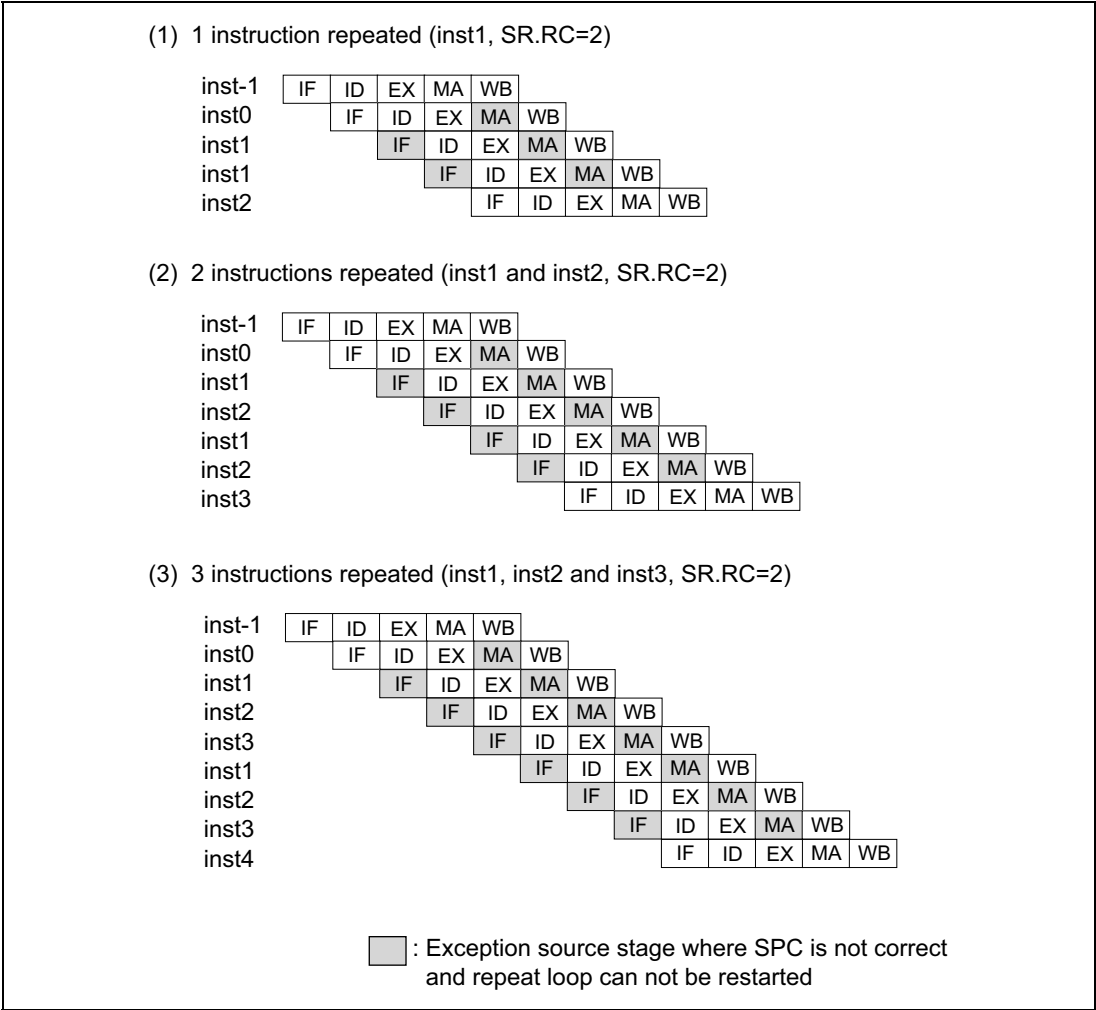 (1) 1 instruction repeated (inst1, SR.RC=2)
inst-1 IF ID EX MA WB
inst0 IF ID EX MA WB
inst1 IF ID EX MA WB
inst1 IF ID EX MA WB
inst2 IF ID EX MA WB
(2) 2 instructions repeated (inst1 and inst2, SR.RC=2)
inst-1 IF ID EX MA WB
inst0 IF ID EX MA WB
inst1 IF ID EX MA WB
inst2 IF ID EX MA WB
inst1 IF ID EX MA WB
inst2 IF ID EX MA WB
inst3 IF ID EX MA WB
(3) 3 instructions repeated (inst1, inst2 and inst3, SR.RC=2)
inst-1 IF ID EX MA WB
inst0 IF ID EX MA WB
inst1 IF ID EX MA WB
inst2 IF ID EX MA WB
inst3 IF ID EX MA WB
inst1 IF ID EX MA WB
inst2 IF ID EX MA WB
inst3 IF ID EX MA WB
inst4 IF ID EX MA WB
: Exception source stage where SPC is not correct
and repeat loop can not be restarted